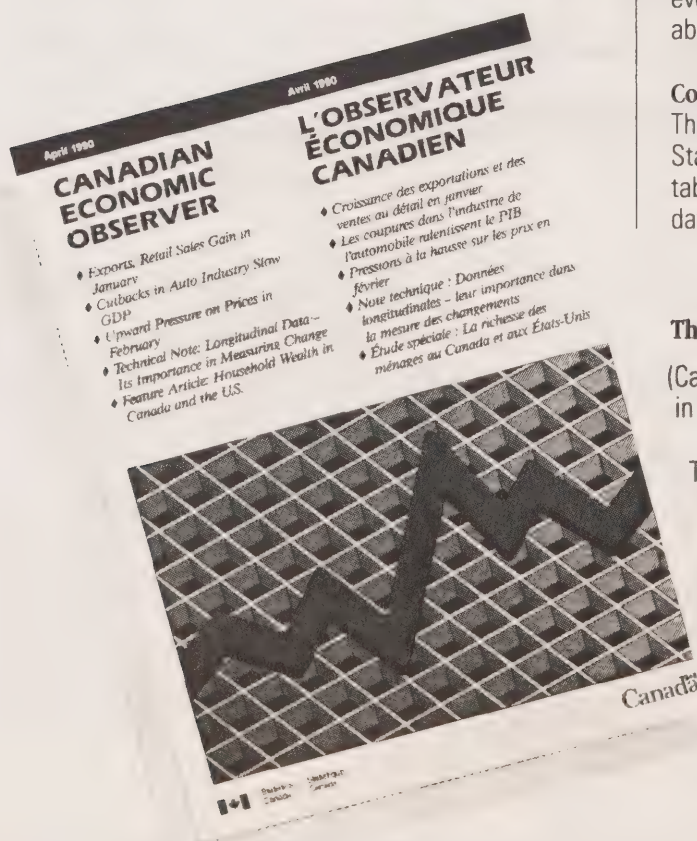 April 1990
Avril 1990
CANADIAN
ECONOMIC
OBSERVER
♦ Exports, Retail Sales Gain in
January
♦ Cutbacks in Auto Industry Slow
GDP
♦ Upward Pressure on Prices in
February
♦ Technical Note: Longitudinal Data –
Its Importance in Measuring Change
♦ Feature Article: Household Wealth in
Canada and the U.S.
L'OBSERVATEUR
ÉCONOMIQUE
CANADIEN
♦ Croissance des exportations et des
ventes au détail en janvier
♦ Les coupures dans l'industrie de
l'automobile ralentissent le PIB
♦ Pressions à la hausse sur les prix en
février
♦ Note technique : Données
longitudinales – leur importance dans
la mesure des changements
♦ Étude spéciale : La richesse des
ménages au Canada et aux États-Unis
Canada
Canada
Canada
ab
Co
Th
Sta
tab
da
Th
(Ca
in
T